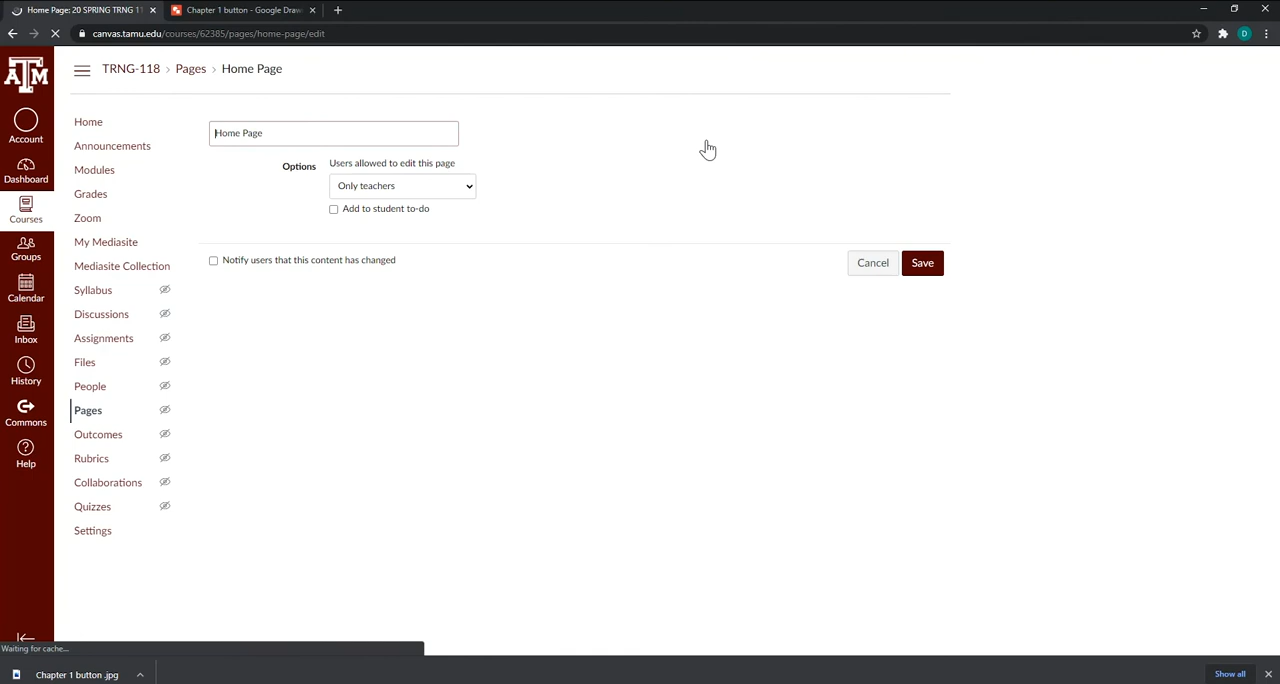 Home Page: 20 SPRING TRNG 11
Chapter 1 button - Google Draw
canvas.tamu.edu/courses/62385/pages/home-page/edit
D
ATM
TRNG-118 > Pages > Home Page
Account
Dashboard
Courses
Groups
Calendar
Inbox
History
Commons
Help
Home
Announcements
Modules
Grades
Zoom
My Mediasite
Mediasite Collection
Syllabus
Discussions
Assignments
Files
People
Pages
Outcomes
Rubrics
Collaborations
Quizzes
Settings
Home Page
Options
Users allowed to edit this page
Only teachers
Add to student to-do
Notify users that this content has changed
Cancel
Save
Waiting for cache...
Chapter 1 button .jpg
Show all